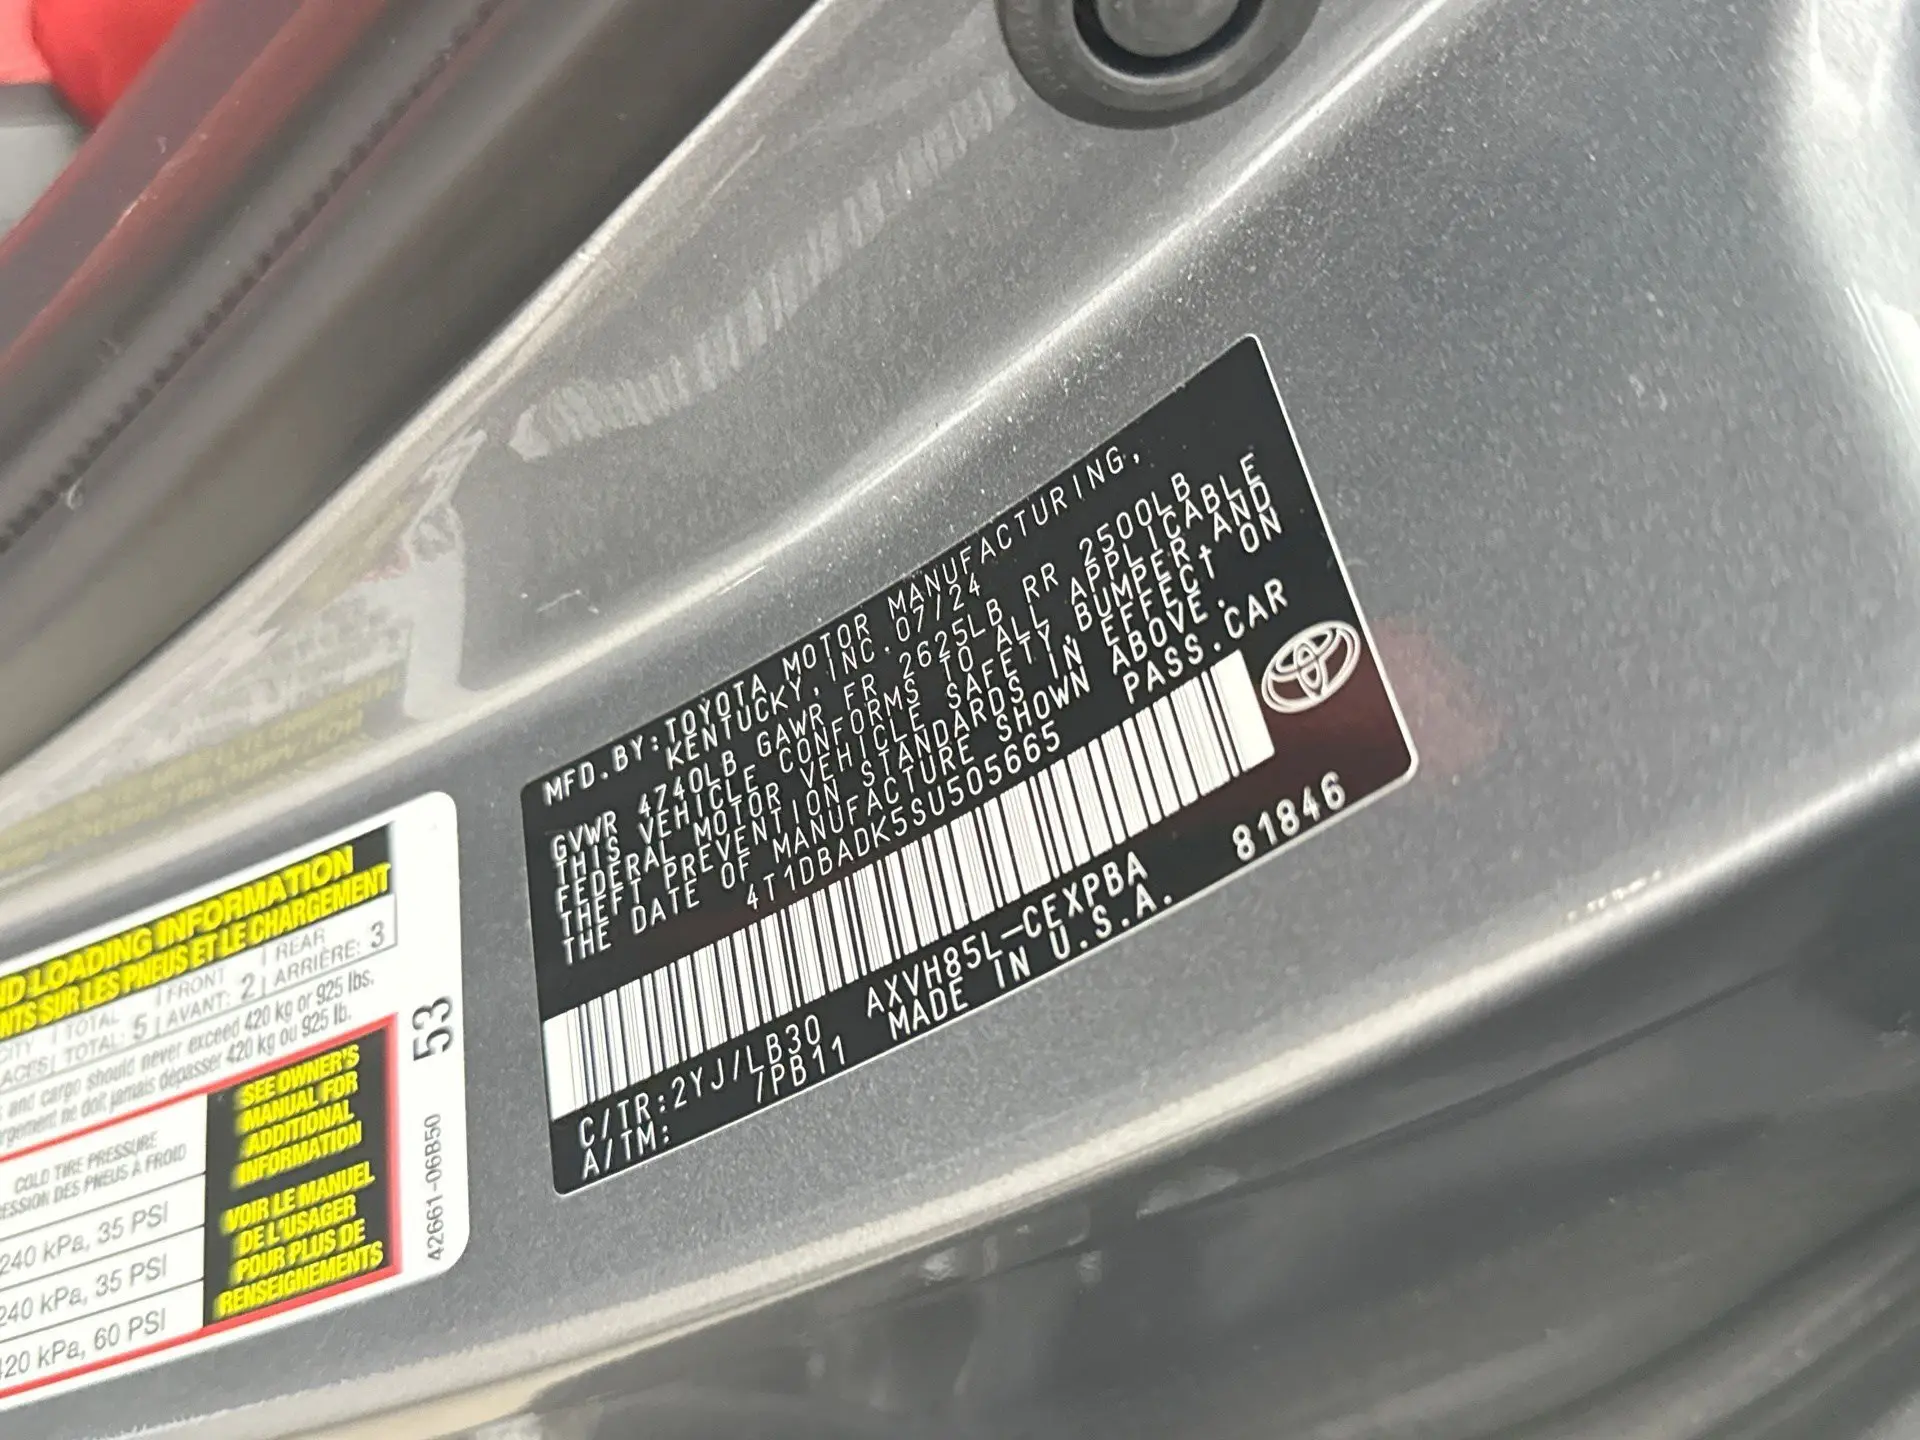 MFD.BY:TOYOTA MOTOR MANUFACTURING,
KENTUCKY,INC.07/24
GVWR 4740LB GAWR FR 2625LB RR 2500LB
THIS VEHICLE CONFORMS TO ALL APPLICABLE
FEDERAL MOTOR VEHICLE SAFETY,BUMPER,AND
THEFT PREVENTION STANDARDS IN EFFECT ON
THE DATE OF MANUFACTURE SHOWN ABOVE.
4T1DBADK5SU505665 PASS.CAR
C/TR:2YJ/LB30 AXVH85L-CEXPBA 81846
A/TM: /PB11 MADE IN U.S.A.
LOADING INFORMATION
SUR LES PNEUS ET LE CHARGEMENT
TOTAL FRONT REAR
TOTAL: 5 AVANT: 2 ARRIÈRE: 3
and cargo should never exceed 420 kg or 925 lbs.
ne doit jamais dépasser 420 kg ou 925 lb.
COLD TIRE PRESSURE
DES PNEUS À FROID
240 kPa, 35 PSI
240 kPa, 35 PSI
420 kPa, 60 PSI
SEE OWNER'S
MANUAL FOR
ADDITIONAL
INFORMATION
VOIR LE MANUEL
DE L'USAGER
POUR PLUS DE
RENSEIGNEMENTS
53
42661-06B50